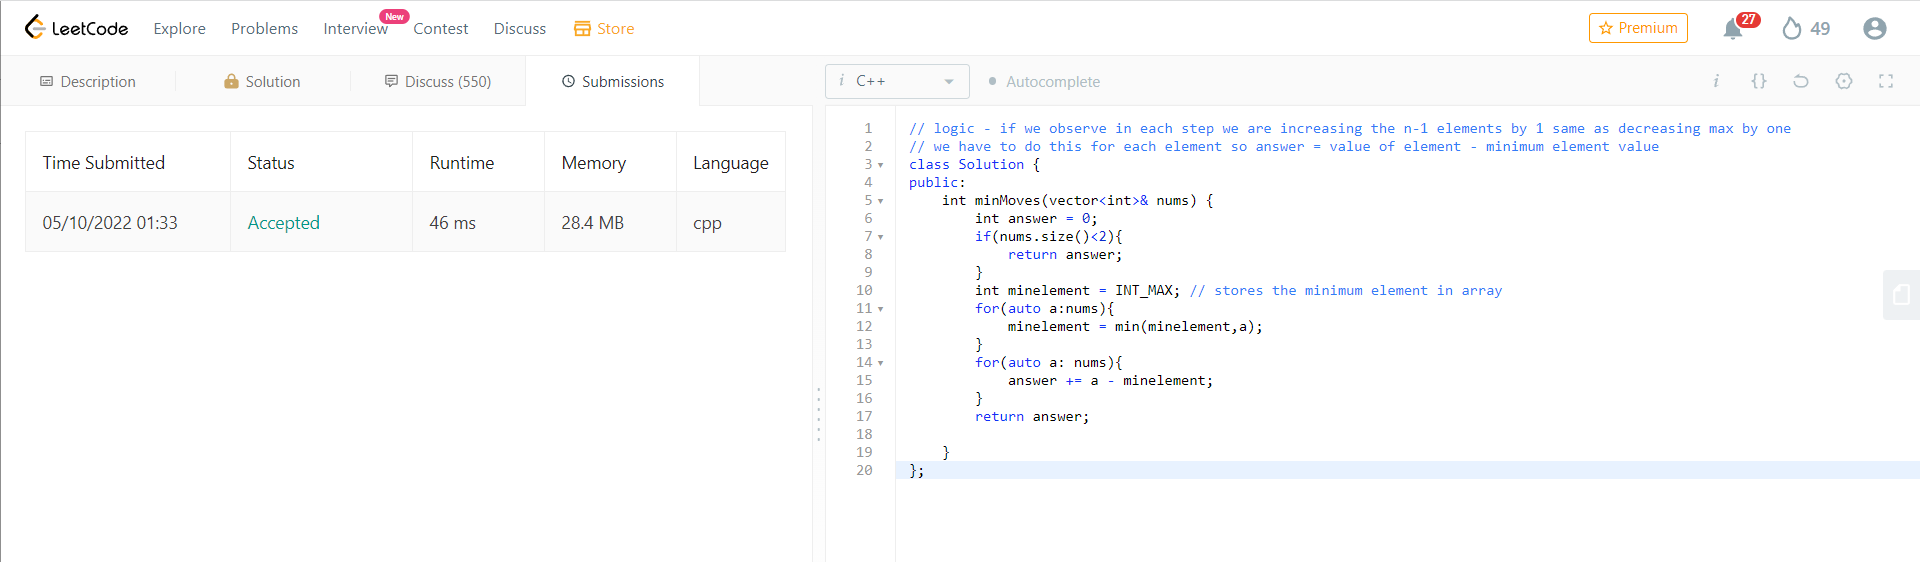 LeetCode Explore Problems Interview New Contest Discuss Store Premium 27 49
Description Solution Discuss (550) Submissions
i C++ Autocomplete i {}
Time Submitted Status Runtime Memory Language
05/10/2022 01:33 Accepted 46 ms 28.4 MB cpp
1 // logic - if we observe in each step we are increasing the n-1 elements by 1 same as decreasing max by one
2 // we have to do this for each element so answer = value of element - minimum element value
3 class Solution {
4 public:
5     int minMoves(vector<int>& nums) {
6         int answer = 0;
7         if(nums.size()<2){
8             return answer;
9         }
10         int minelement = INT_MAX; // stores the minimum element in array
11         for(auto a:nums){
12             minelement = min(minelement,a);
13         }
14         for(auto a: nums){
15             answer += a - minelement;
16         }
17         return answer;
18
19     }
20 };